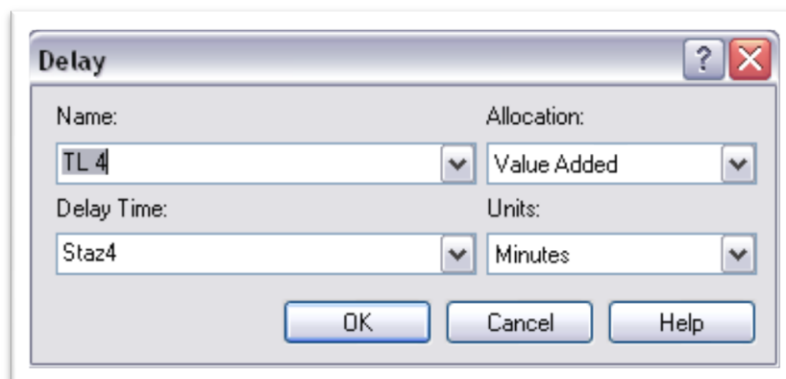 Delay ?
Name: Allocation:
TL 4 Value Added
Delay Time: Units:
Staz4 Minutes
OK Cancel Help